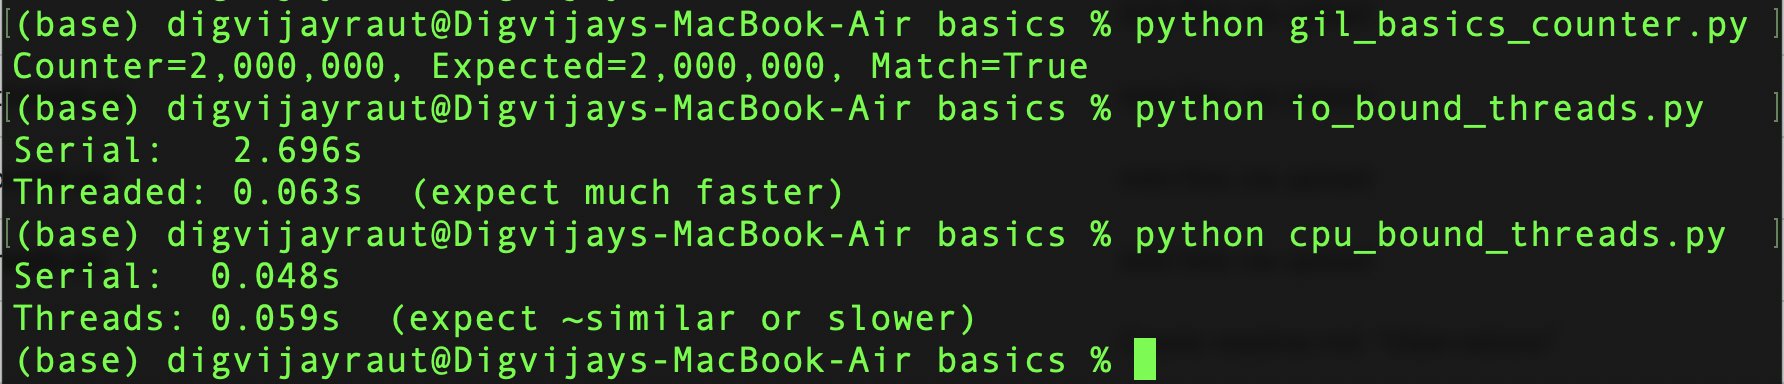 (base) digvijayraut@Digvijays-MacBook-Air basics % python gil_basics_counter.py
Counter=2,000,000, Expected=2,000,000, Match=True
(base) digvijayraut@Digvijays-MacBook-Air basics % python io_bound_threads.py
Serial:   2.696s
Threaded: 0.063s  (expect much faster)
(base) digvijayraut@Digvijays-MacBook-Air basics % python cpu_bound_threads.py
Serial:  0.048s
Threads: 0.059s  (expect ~similar or slower)
(base) digvijayraut@Digvijays-MacBook-Air basics %